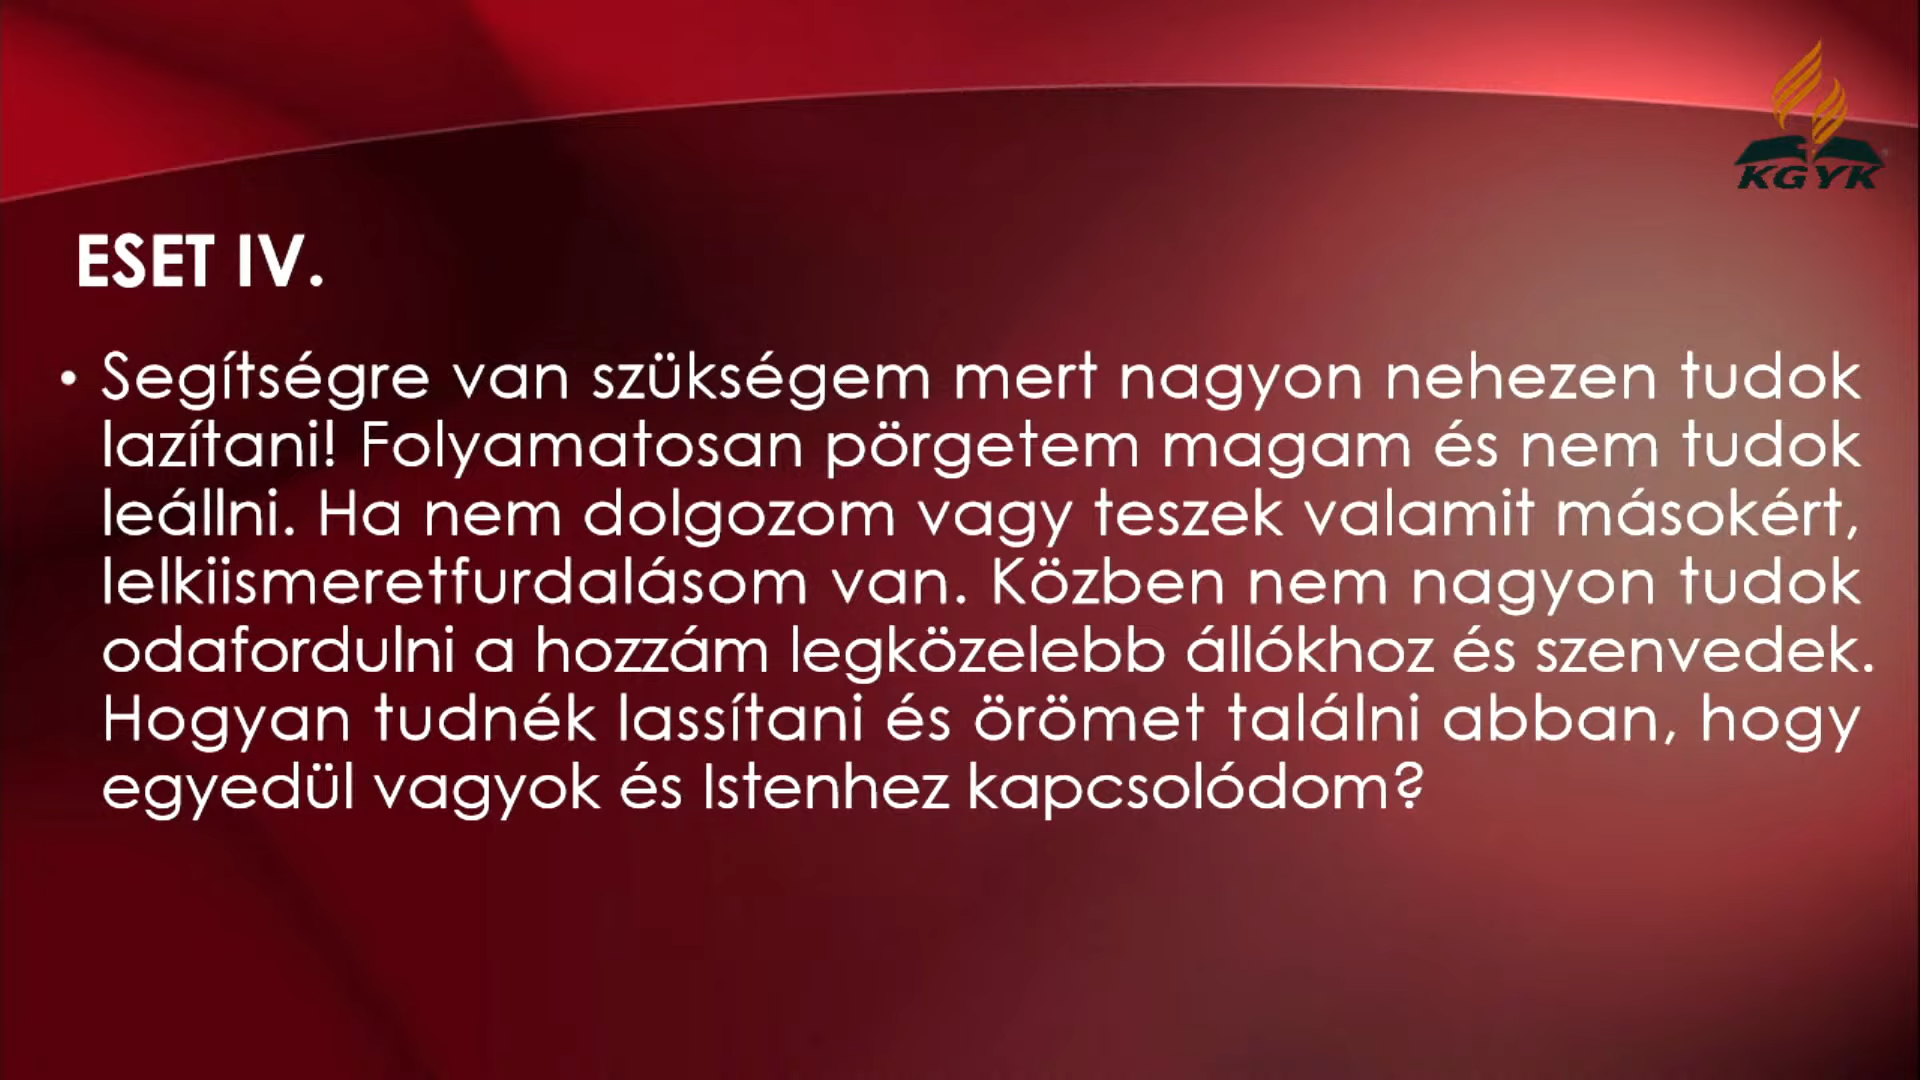 KGYK
ESET IV.
• Segítségre van szükségem mert nagyon nehezen tudok
lazítani! Folyamatosan pörgetem magam és nem tudok
leállni. Ha nem dolgozom vagy teszek valamit másokért,
lelkiismeretfurdalásom van. Közben nem nagyon tudok
odafordulni a hozzám legközelebb állókhoz és szenvedek.
Hogyan tudnék lassítani és örömet találni abban, hogy
egyedül vagyok és Istenhez kapcsolódom?